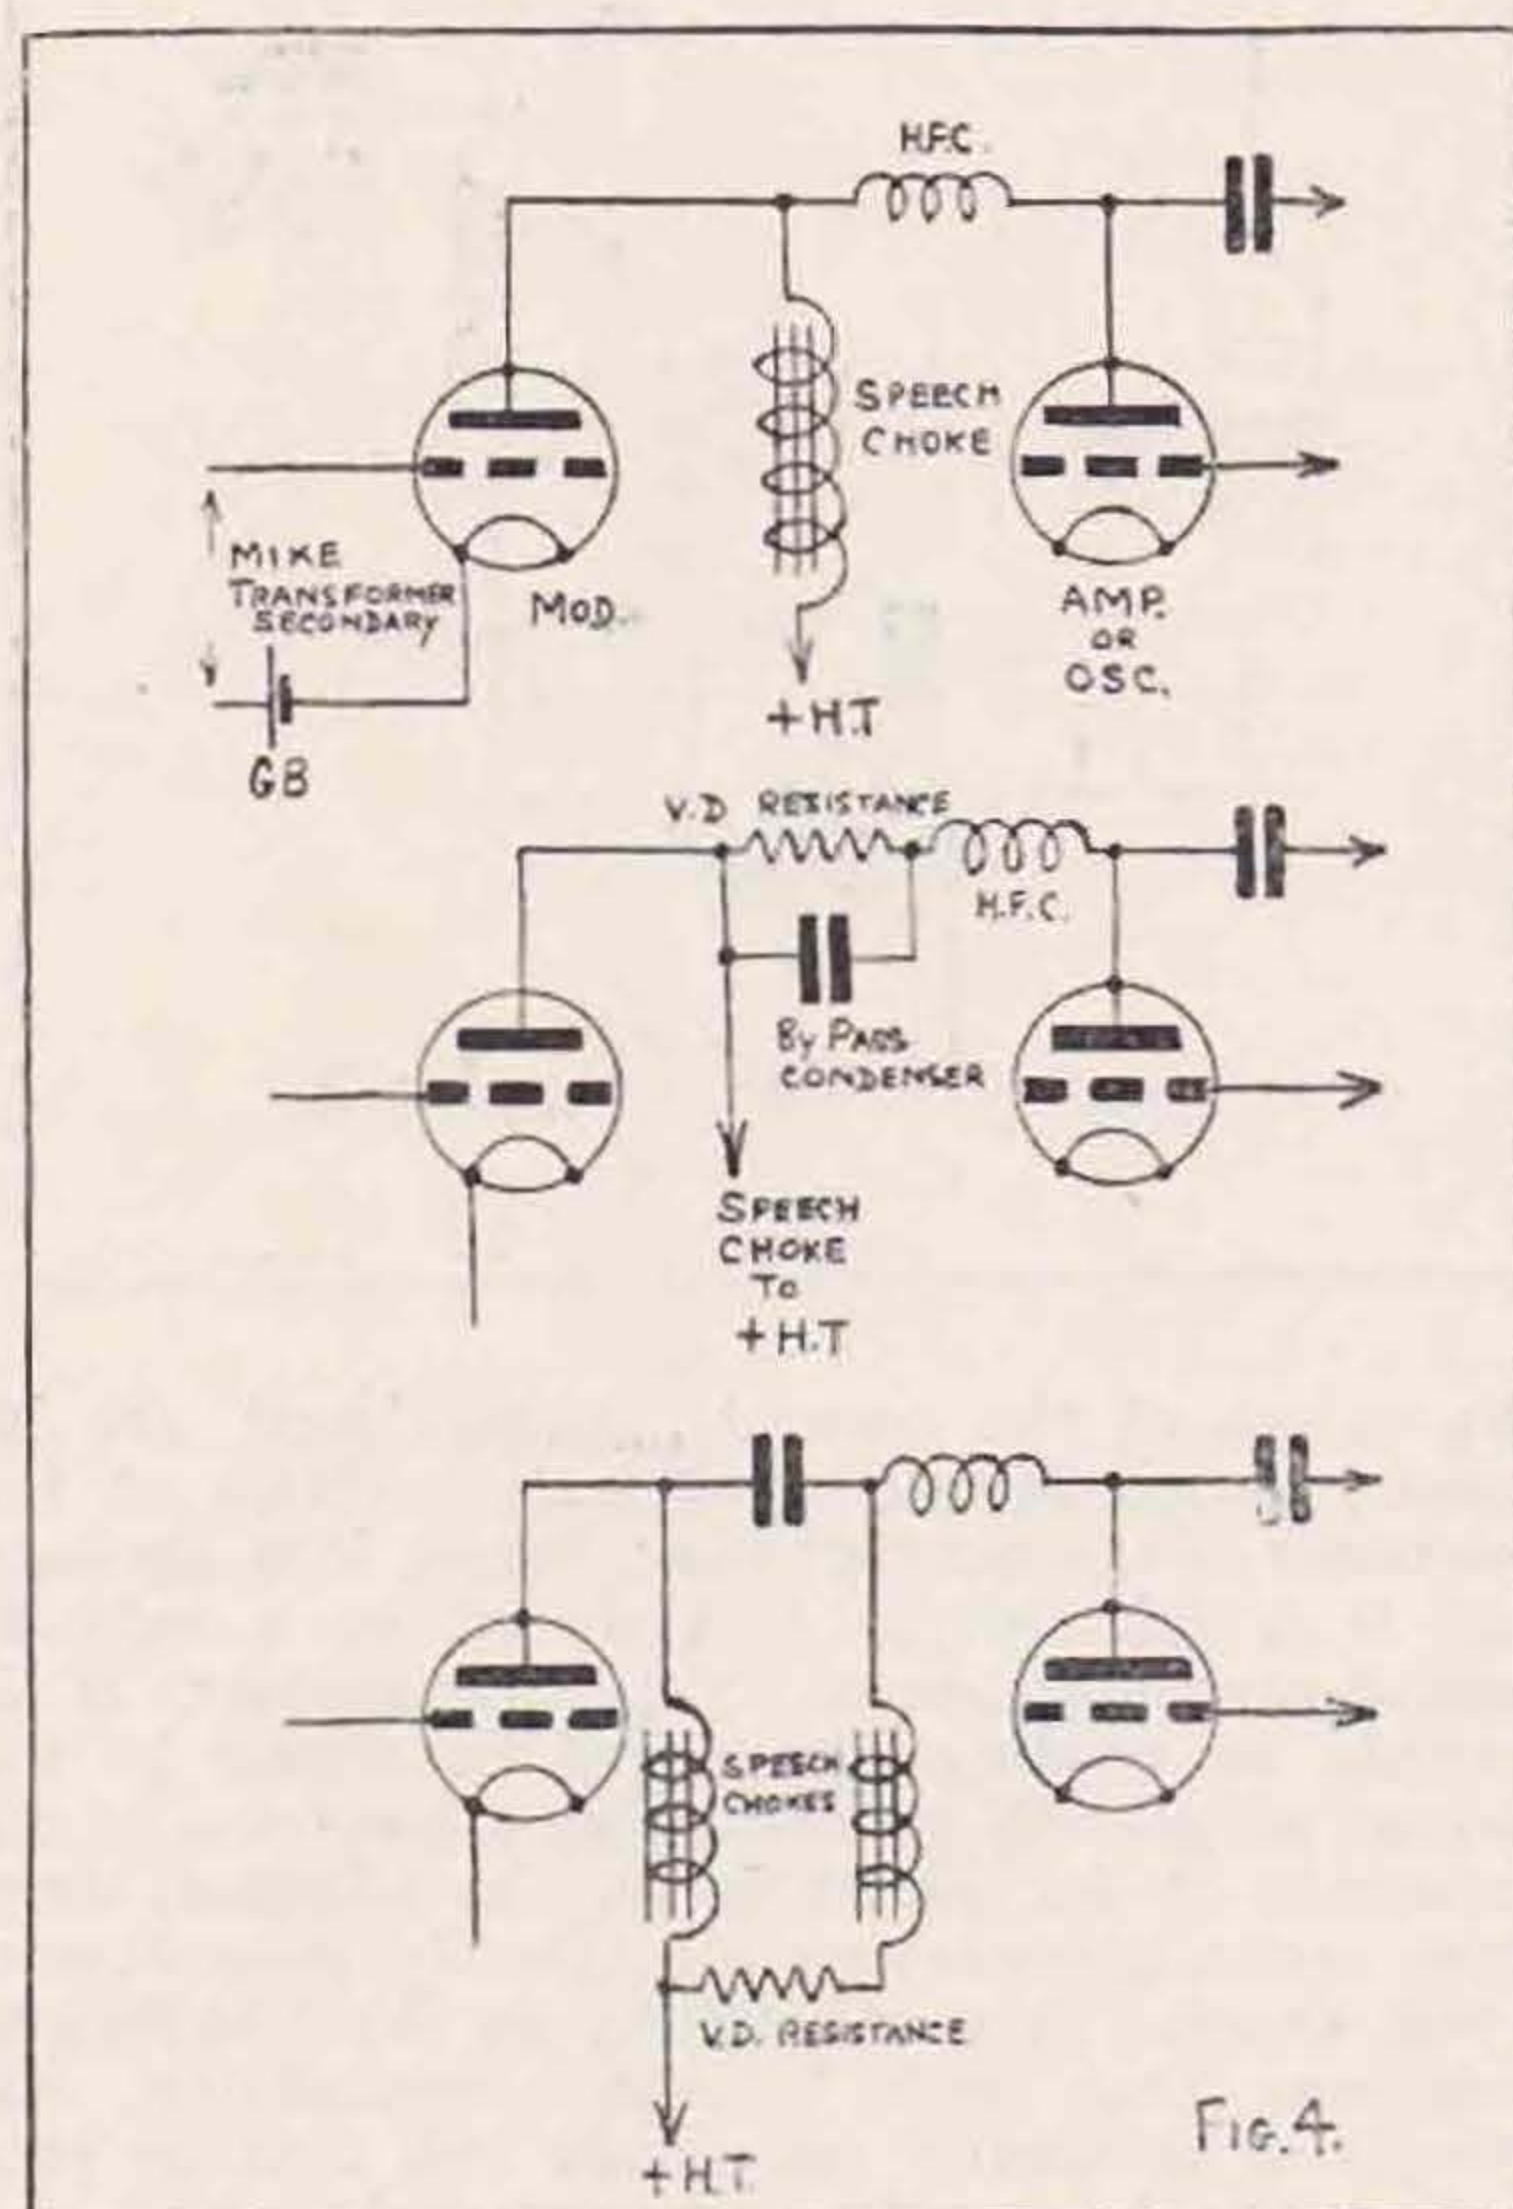 H.F.C.
SPEECH
CHOKE
MIKE
TRANSFORMER
SECONDARY
MOD.
AMP.
OR
OSC.
+ H.T
GB
V.D RESISTANCE
H.F.C.
By PASS
CONDENSER
SPEECH
CHOKE
To
+ H.T
SPEECH
CHOKES
V.D. RESISTANCE
+ H.T.
FIG. 4.